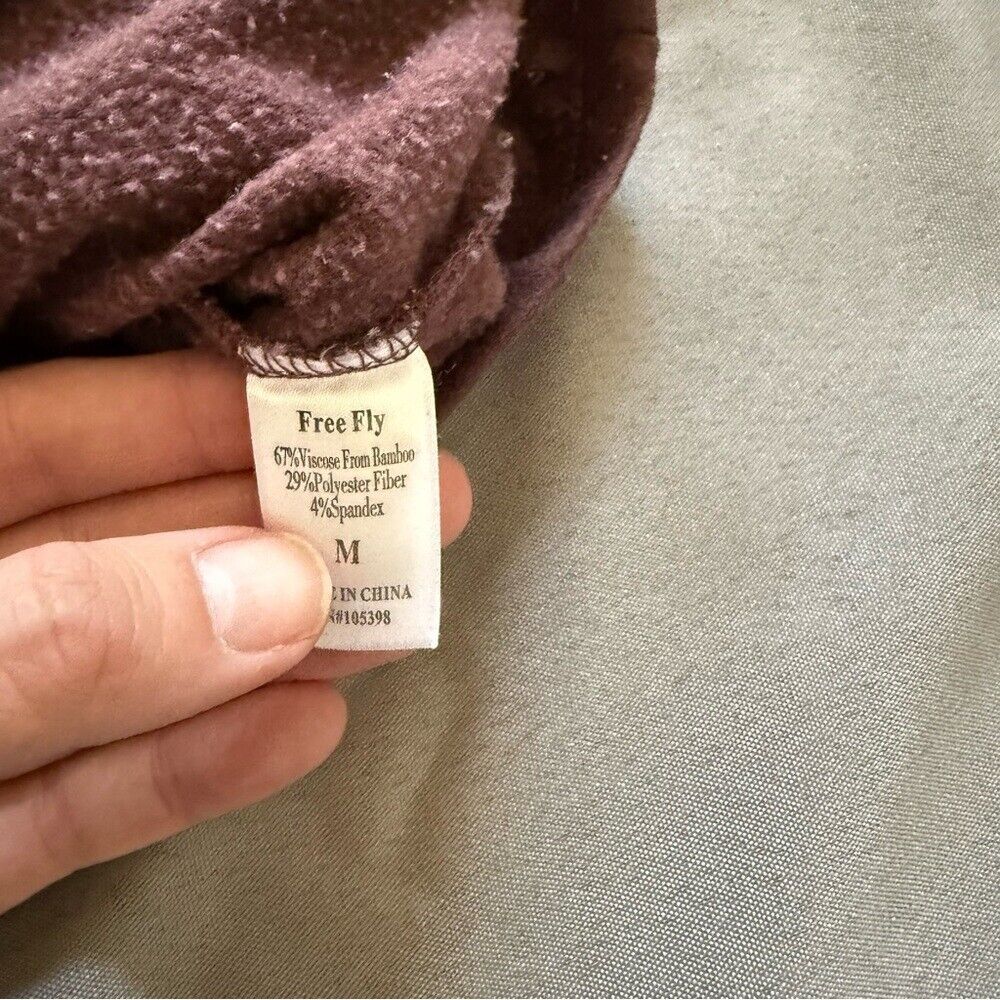 Free Fly
67%Viscose From Bamboo
29%Polyester Fiber
4%Spandex
M
IN CHINA
#105398